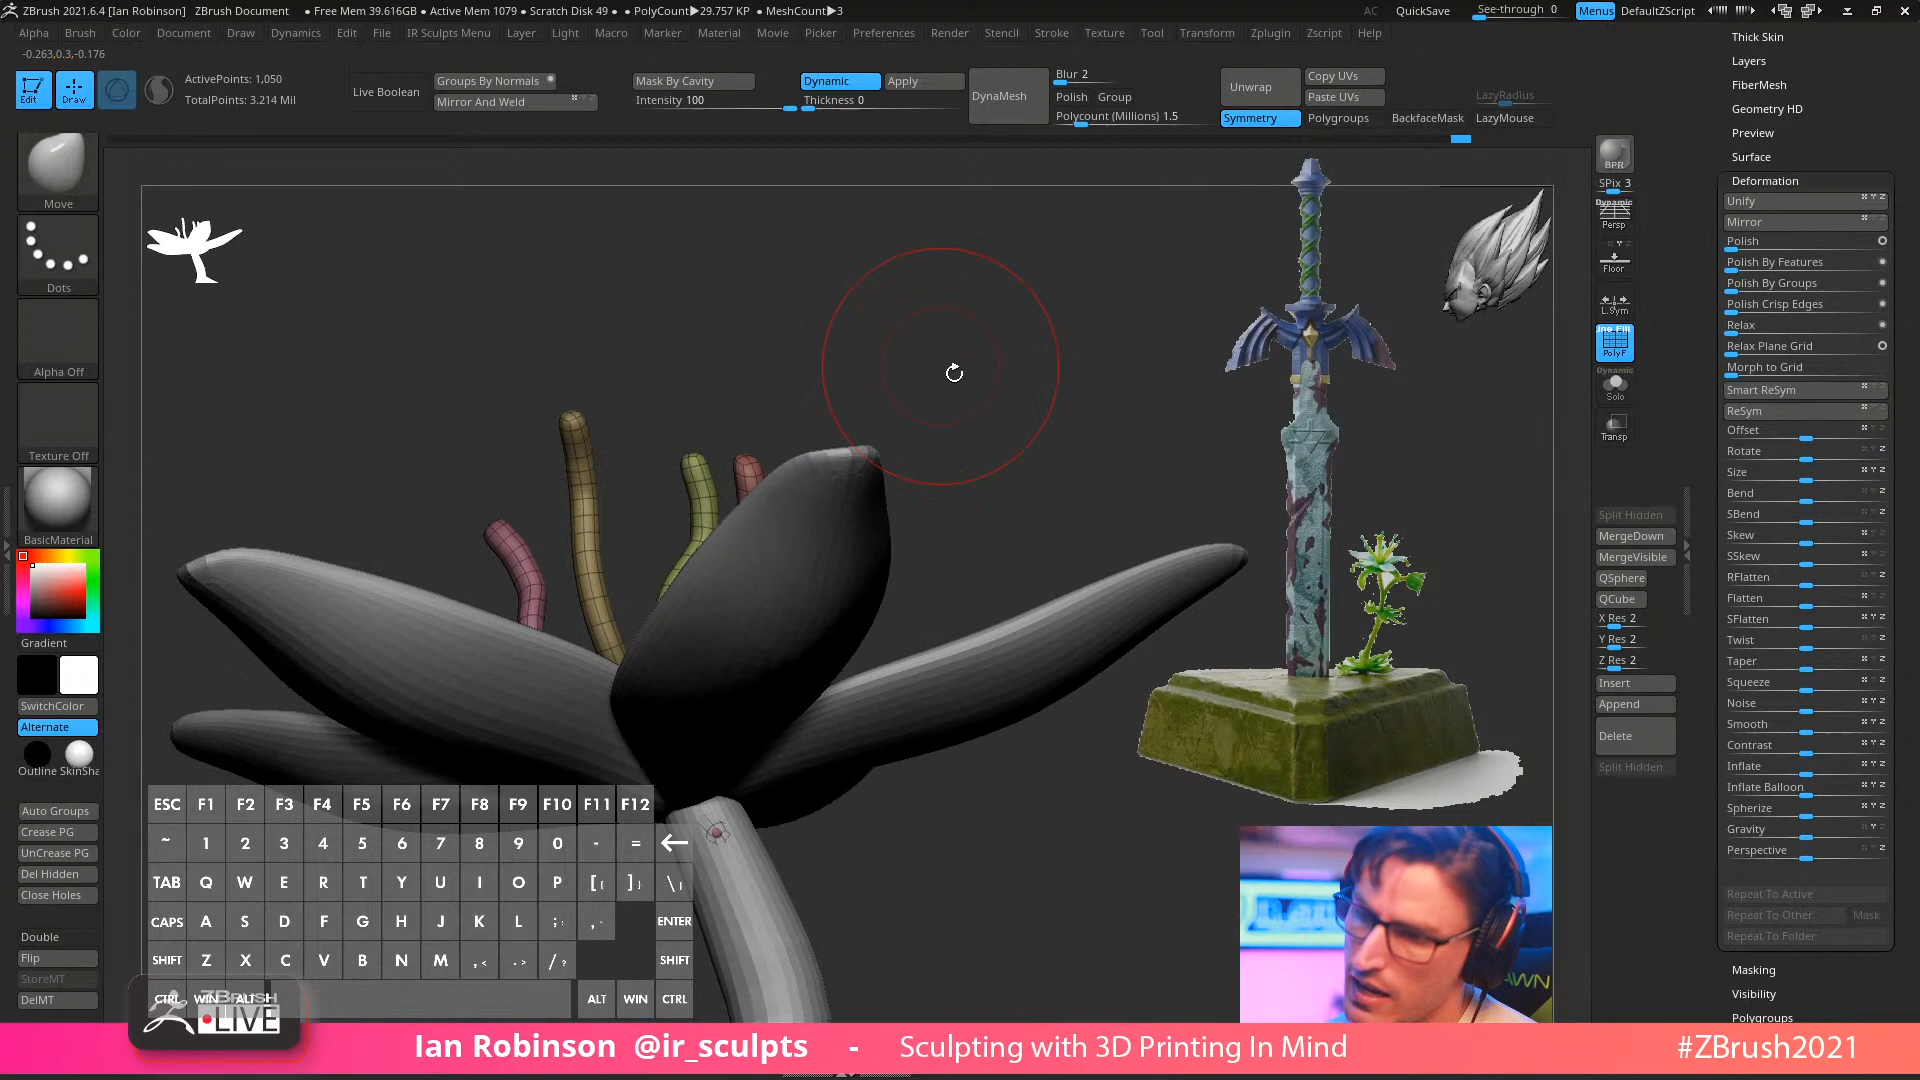 ZBrush 2021.6.4 [Ian Robinson] ZBrush Document ● Free Mem 39.616GB ● Active Mem 1079 ● Scratch Disk 49 ● PolyCount▶29.757 KP ● MeshCount▶3 AC QuickSave See-through 0 Menus DefaultZScript
Alpha Brush Color Document Draw Dynamics Edit File IR Sculpts Menu Layer Light Macro Marker Material Movie Picker Preferences Render Stencil Stroke Texture Tool Transform Zplugin Zscript Help
-0.263,0.3,-0.176
Edit
Draw
ActivePoints: 1,050
TotalPoints: 3.214 Mil
Live Boolean
Groups By Normals
Mirror And Weld
Mask By Cavity
Intensity 100
Dynamic
Apply
Thickness 0
DynaMesh
Blur 2
Polish Group
Polycount (Millions) 1.5
Unwrap
Symmetry
Copy UVs
Paste UVs
Polygroups
BackfaceMask
LazyRadius
LazyMouse
Move
Dots
Alpha Off
Texture Off
BasicMaterial
Gradient
SwitchColor
Alternate
Outline SkinSha
Auto Groups
Crease PG
UnCrease PG
Del Hidden
Close Holes
Double
Flip
StoreMT
DelMT
BPR
SPix 3
Dynamic
Persp
Floor
L.Sym
Line Fill
PolyF
Dynamic
Solo
Transp
Split Hidden
MergeDown
MergeVisible
QSphere
QCube
X Res 2
Y Res 2
Z Res 2
Insert
Append
Delete
Split Hidden
Thick Skin
Layers
FiberMesh
Geometry HD
Preview
Surface
Deformation
Unify
Mirror
Polish
Polish By Features
Polish By Groups
Polish Crisp Edges
Relax
Relax Plane Grid
Morph to Grid
Smart ReSym
ReSym
Offset
Rotate
Size
Bend
SBend
Skew
SSkew
RFlatten
Flatten
SFlatten
Twist
Taper
Squeeze
Noise
Smooth
Contrast
Inflate
Inflate Balloon
Spherize
Gravity
Perspective
Repeat To Active
Repeat To Other Mask
Repeat To Folder
Masking
Visibility
Polygroups
ESC F1 F2 F3 F4 F5 F6 F7 F8 F9 F10 F11 F12
~ 1 2 3 4 5 6 7 8 9 0 - = ←
TAB Q W E R T Y U I O P [{ ]} \|
CAPS A S D F G H J K L ;: ," ENTER
SHIFT Z X C V B N M ,< .> /? SHIFT
CTRL WIN ALT ALT WIN CTRL
ZBRUSH
LIVE
AWN
Ian Robinson @ir_sculpts - Sculpting with 3D Printing In Mind #ZBrush2021